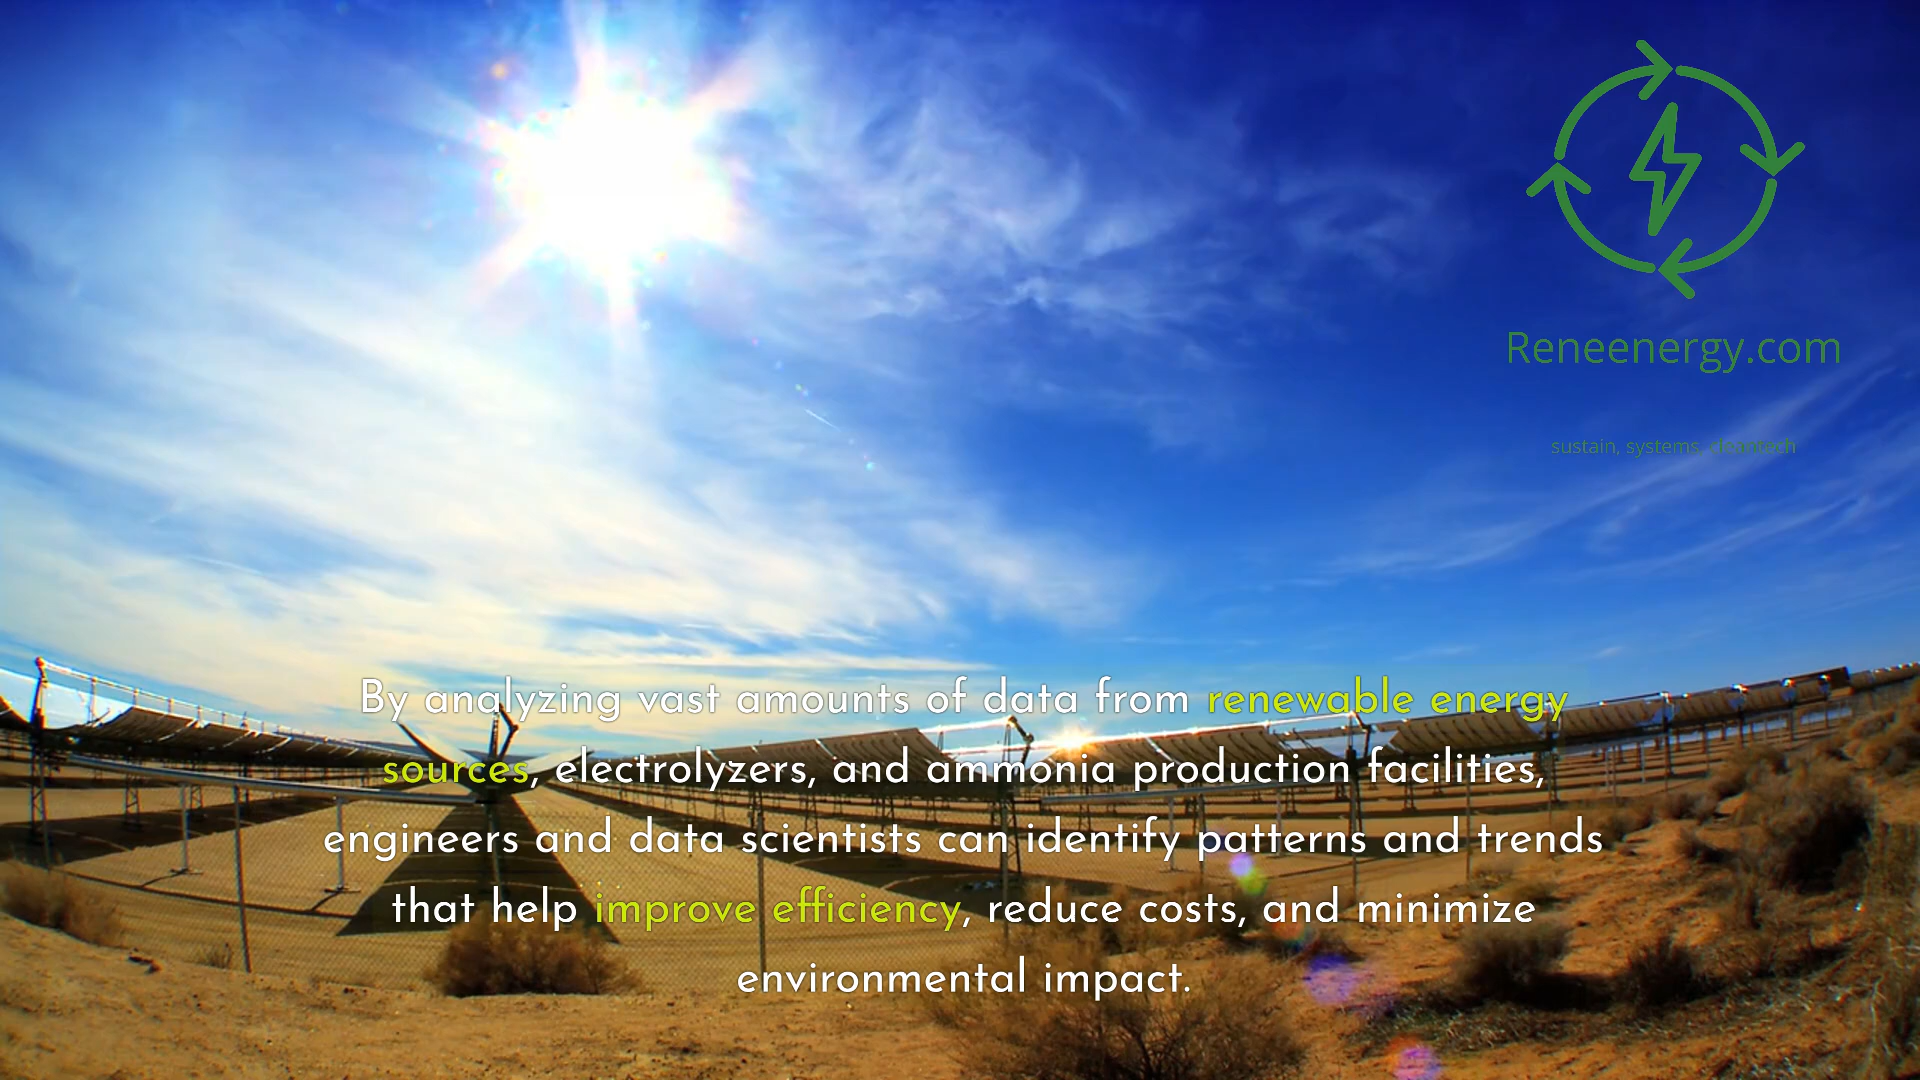 Reneenergy.com
sustain, systems, cleantech
By analyzing vast amounts of data from renewable energy
sources, electrolyzers, and ammonia production facilities,
engineers and data scientists can identify patterns and trends
that help improve efficiency, reduce costs, and minimize
environmental impact.